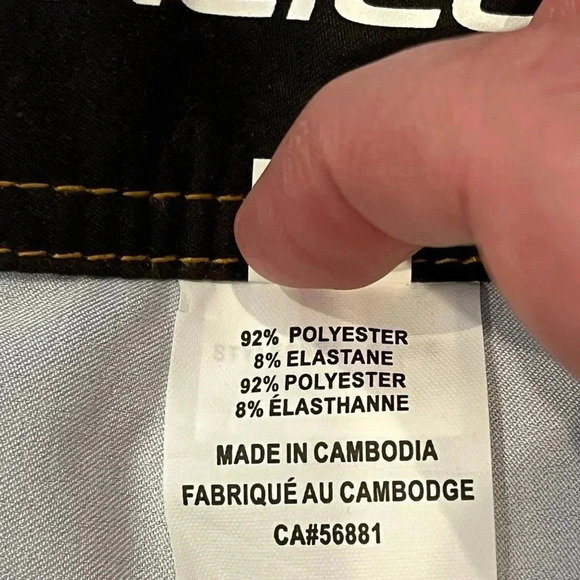 92% POLYESTER
8% ELASTANE
92% POLYESTER
8% ÉLASTHANNE
MADE IN CAMBODIA
FABRIQUÉ AU CAMBODGE
CA#56881